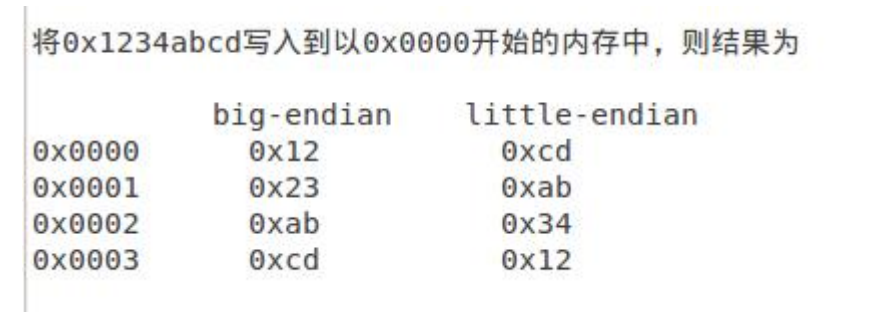 将0x1234abcd写入到以0x0000开始的内存中，则结果为
big-endian little-endian
0x0000 0x12 0xcd
0x0001 0x23 0xab
0x0002 0xab 0x34
0x0003 0xcd 0x12